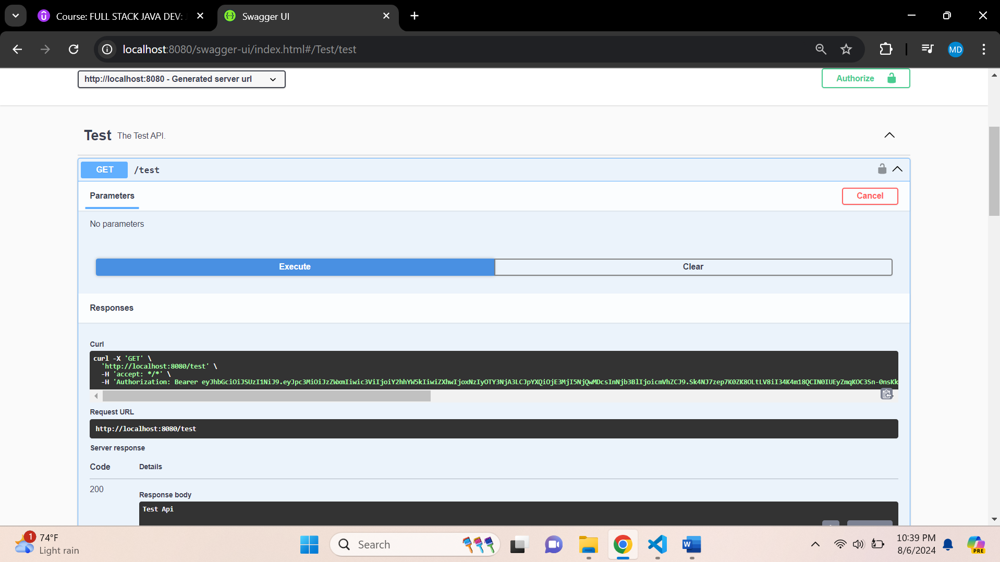 Course: FULL STACK JAVA DEV:
Swagger UI
localhost:8080/swagger-ui/index.html#/Test/test
MD
http://localhost:8080 - Generated server url
Authorize
Test The Test API.
GET /test
Parameters
Cancel
No parameters
Execute
Clear
Responses
Curl
curl -X 'GET' \
'http://localhost:8080/test' \
-H 'accept: */*' \
-H 'Authorization: Bearer eyJhbGciOiJSUzI1NiJ9.eyJpc3MiOiJzZWxmIiwic3ViIjoiY2hhYW5kIiwiZXhwIjoxNzIyOTY3NjA3LCJpYXQiOjE3MjI5NjQwMDcsInNjb3BlIjoicmVhZCJ9.Sk4NJ7zep7K0ZK8OLtLV8iI34K4m18QCIN0IUEyZmqKOC3Sn-0nsKk
Request URL
http://localhost:8080/test
Server response
Code Details
200
Response body
Test Api
1
74°F
Light rain
Search
10:39 PM
8/6/2024
PRE